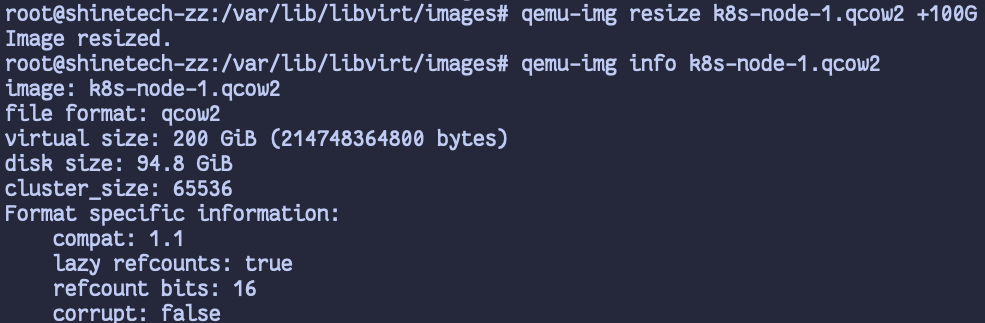 root@shinetech-zz:/var/lib/libvirt/images# qemu-img resize k8s-node-1.qcow2 +100G
Image resized.
root@shinetech-zz:/var/lib/libvirt/images# qemu-img info k8s-node-1.qcow2
image: k8s-node-1.qcow2
file format: qcow2
virtual size: 200 GiB (214748364800 bytes)
disk size: 94.8 GiB
cluster_size: 65536
Format specific information:
    compat: 1.1
    lazy refcounts: true
    refcount bits: 16
    corrupt: false